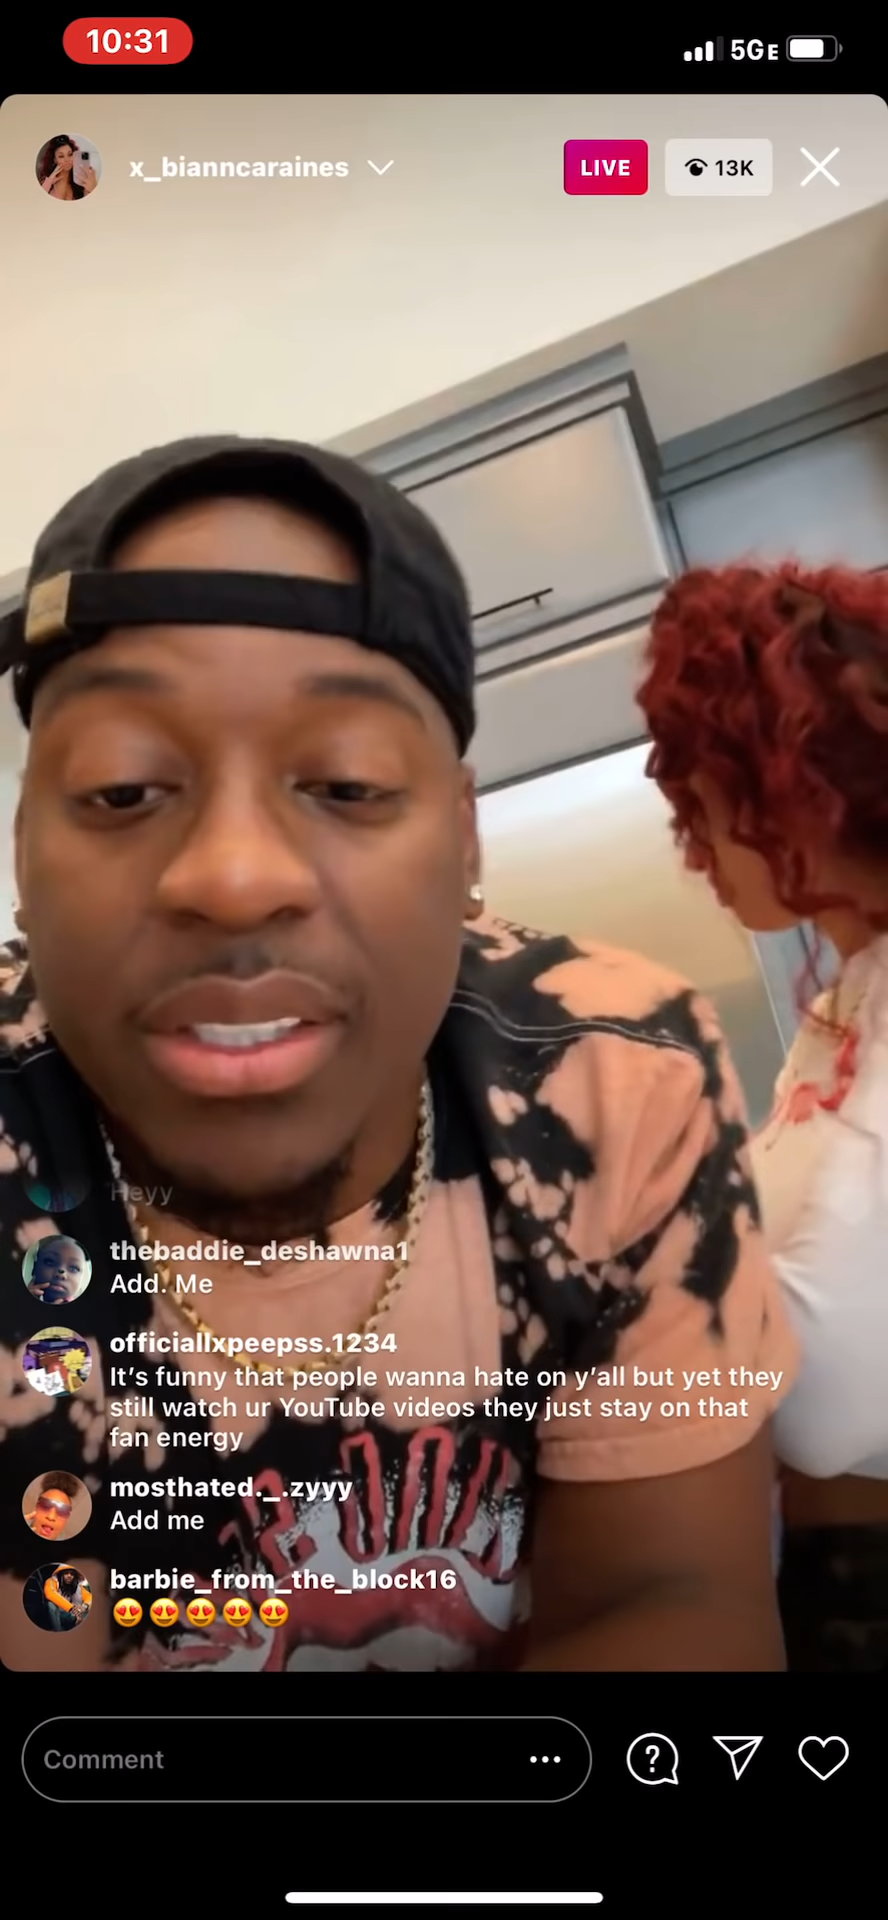 10:31
5GE
x_bianncaraines
LIVE
13K
Heyy
thebaddie_deshawna1
Add. Me
officiallxpeepss.1234
It’s funny that people wanna hate on y’all but yet they
still watch ur YouTube videos they just stay on that
fan energy
mosthated._.zyyy
Add me
barbie_from_the_block16
😍😍😍😍😍
Comment